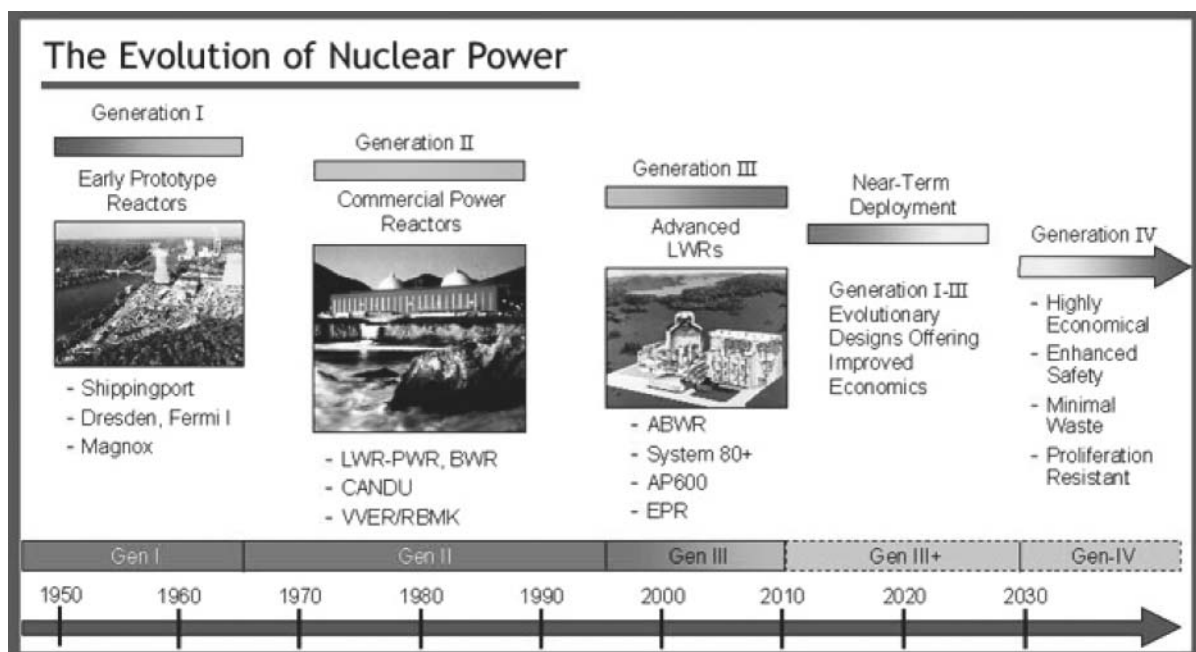 The Evolution of Nuclear Power
Generation I
Early Prototype
Reactors
- Shippingport
- Dresden, Fermi I
- Magnox
Generation II
Commercial Power
Reactors
- LWR-PWR, BWR
- CANDU
- VVER/RBMK
Generation III
Advanced
LWRs
- ABWR
- System 80+
- AP600
- EPR
Near-Term
Deployment
Generation I-III
Evolutionary
Designs Offering
Improved
Economics
Generation IV
- Highly
Economical
- Enhanced
Safety
- Minimal
Waste
- Proliferation
Resistant
Gen I
Gen II
Gen III
Gen III+
Gen-IV
1950
1960
1970
1980
1990
2000
2010
2020
2030